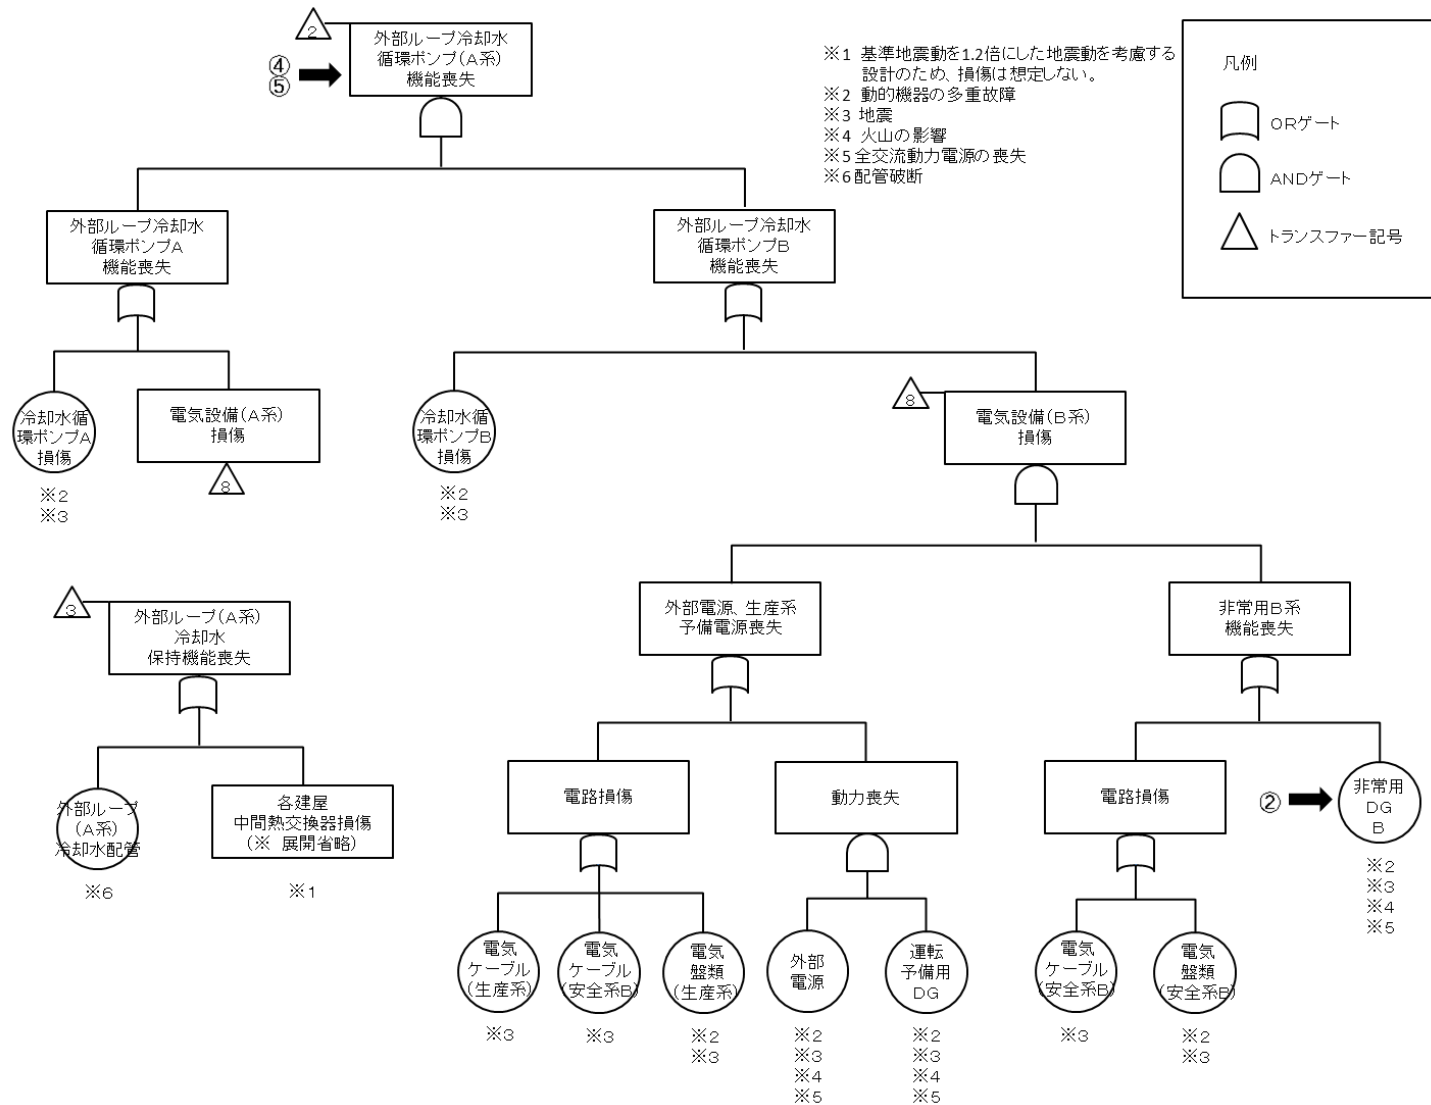 2
外部ループ冷却水
循環ポンプ(A系)
機能喪失
④
⑤
※1 基準地震動を1.2倍にした地震動を考慮する
設計のため、損傷は想定しない。
※2 動的機器の多重故障
※3 地震
※4 火山の影響
※5 全交流動力電源の喪失
※6 配管破断
凡例
ORゲート
ANDゲート
トランスファー記号
外部ループ冷却水
循環ポンプA
機能喪失
外部ループ冷却水
循環ポンプB
機能喪失
冷却水循
環ポンプA
損傷
※2
※3
電気設備(A系)
損傷
8
冷却水循
環ポンプB
損傷
※2
※3
8
電気設備(B系)
損傷
3
外部ループ(A系)
冷却水
保持機能喪失
外部ループ
(A系)
冷却水配管
※6
各建屋
中間熱交換器損傷
(※ 展開省略)
※1
外部電源、生産系
予備電源喪失
非常用B系
機能喪失
電路損傷
動力喪失
電路損傷
②
非常用
DG
B
※2
※3
※4
※5
電気
ケーブル
(生産系)
※3
電気
ケーブル
(安全系B)
※3
電気
盤類
(生産系)
※2
※3
外部
電源
※2
※3
※4
※5
運転
予備用
DG
※2
※3
※4
※5
電気
ケーブル
(安全系B)
※3
電気
盤類
(安全系B)
※2
※3